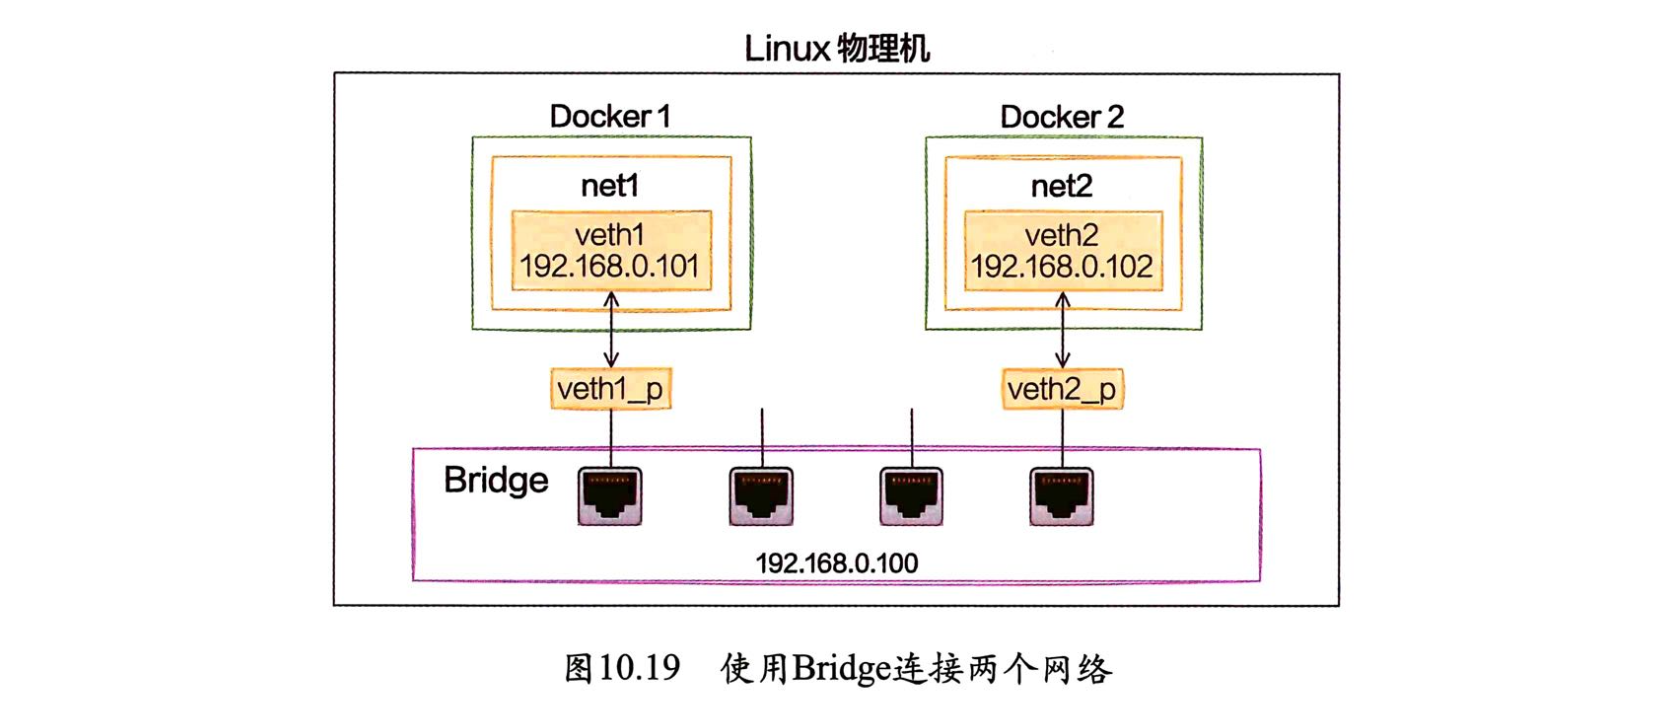 Linux 物理机
Docker 1
Docker 2
net1
net2
veth1
192.168.0.101
veth2
192.168.0.102
veth1_p
veth2_p
Bridge
192.168.0.100
图10.19 使用Bridge连接两个网络